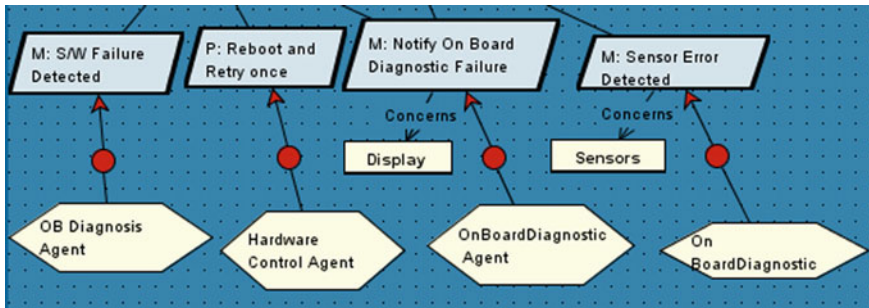 M: S/W Failure
Detected
P: Reboot and
Retry once
M: Notify On Board
Diagnostic Failure
M: Sensor Error
Detected
Concerns
Concerns
Display
Sensors
OB Diagnosis
Agent
Hardware
Control Agent
OnBoardDiagnostic
Agent
On
BoardDiagnostic